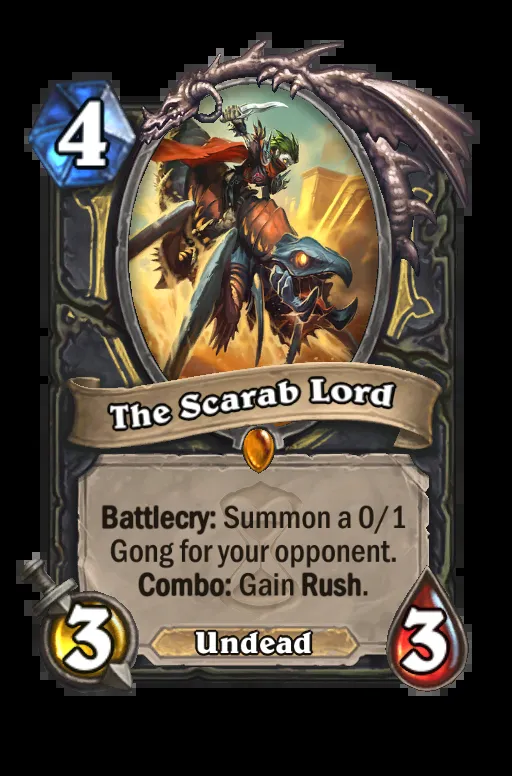 4
The Scarab Lord
Battlecry: Summon a 0/1
Gong for your opponent.
Combo: Gain Rush.
3
Undead
3